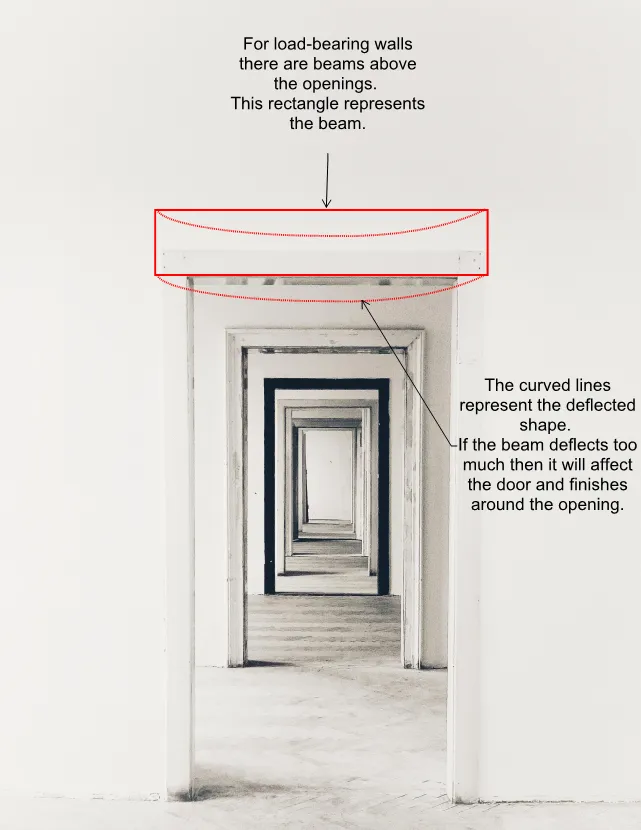 For load-bearing walls
there are beams above
the openings.
This rectangle represents
the beam.
The curved lines
represent the deflected
shape.
If the beam deflects too
much then it will affect
the door and finishes
around the opening.